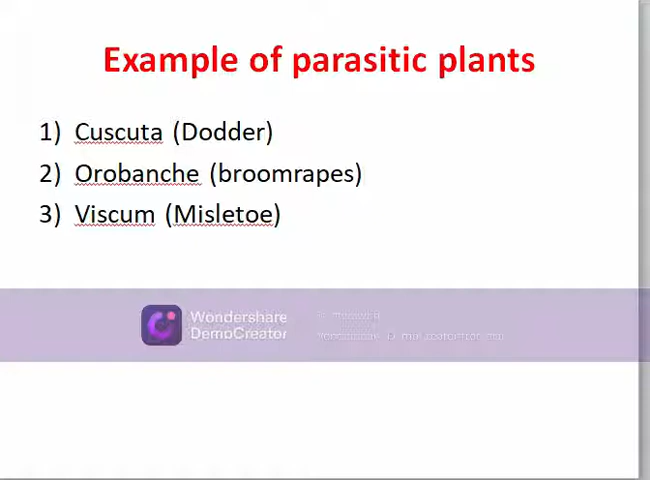 Example of parasitic plants
1) Cuscuta (Dodder)
2) Orobanche (broomrapes)
3) Viscum (Misletoe)
Wondershare
DemoCreator